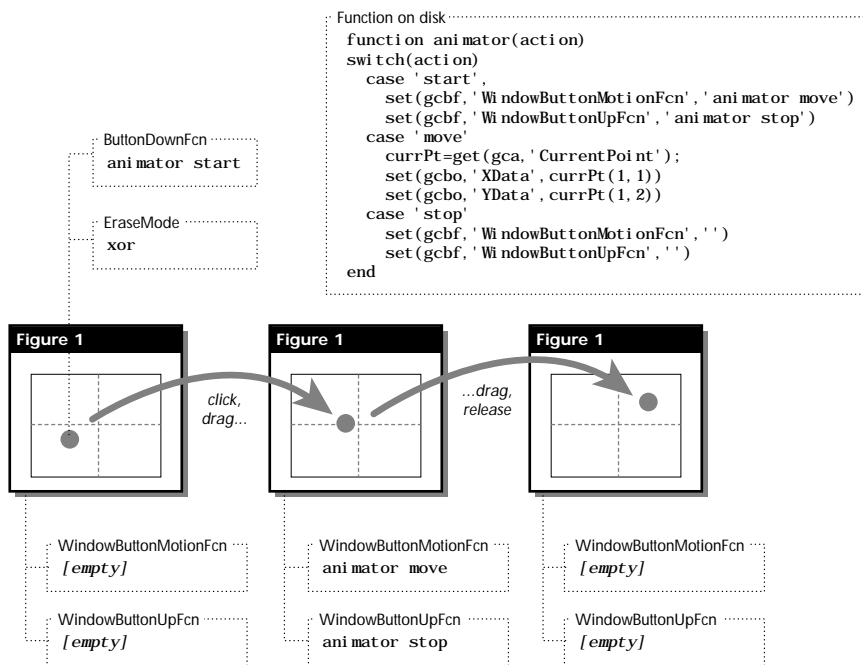 Function on disk
function animator(action)
switch(action)
case 'start',
set(gcbf,'WindowButtonMotionFcn','animator move')
set(gcbf,'WindowButtonUpFcn','animator stop')
case 'move'
currPt=get(gca,'CurrentPoint');
set(gcbo,'XData',currPt(1,1))
set(gcbo,'YData',currPt(1,2))
case 'stop'
set(gcbf,'WindowButtonMotionFcn','')
set(gcbf,'WindowButtonUpFcn','')
end
ButtonDownFcn
animator start
EraseMode
xor
Figure 1
Figure 1
Figure 1
click,
drag...
...drag,
release
WindowButtonMotionFcn
[empty]
WindowButtonMotionFcn
animator move
WindowButtonMotionFcn
[empty]
WindowButtonUpFcn
[empty]
WindowButtonUpFcn
animator stop
WindowButtonUpFcn
[empty]